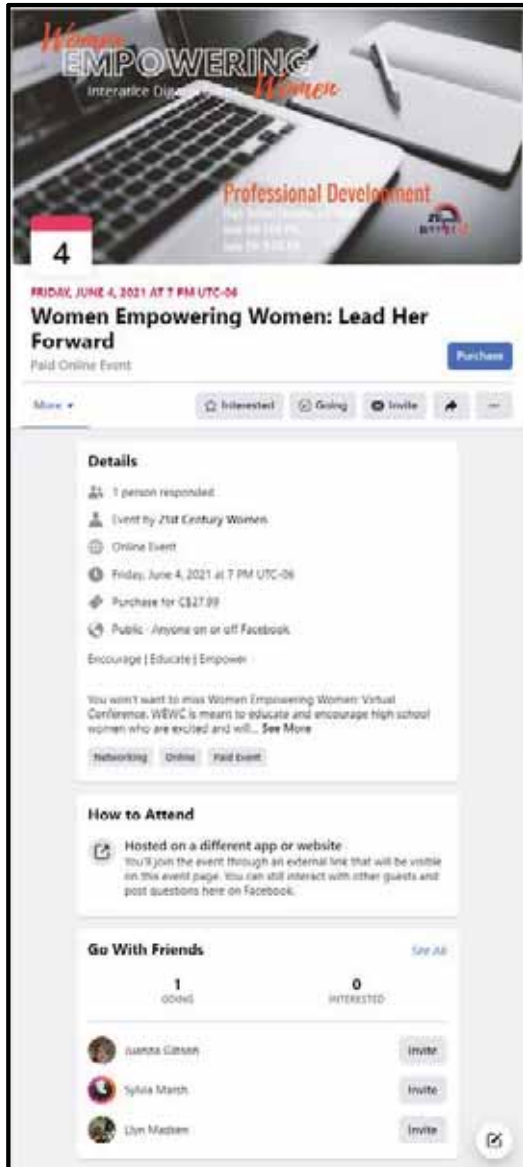 Women
EMPOWERING
Women
Professional Development
4
FRIDAY, JUNE 4, 2021 AT 7 PM UTC-06
Women Empowering Women: Lead Her
Forward
Paid Online Event
Purchase
More
Interested
Going
Invite
Details
1 person responded
Event by 21st Century Women
Online Event
Friday, June 4, 2021 at 7 PM UTC-06
Purchase for C$27.99
Public · Anyone on or off Facebook
Encourage | Educate | Empower
You won't want to miss Women Empowering Women: Virtual
Conference. WEWC is meant to educate and encourage high school
women who are excited and will... See More
Networking
Online
Paid Event
How to Attend
Hosted on a different app or website
You'll join the event through an external link that will be visible
on this event page. You can still interact with other guests and
post questions here on Facebook.
Go With Friends
See All
1
GOING
0
INTERESTED
Juanita
Invite
Sylvia Marsh
Invite
Llyn Madsen
Invite